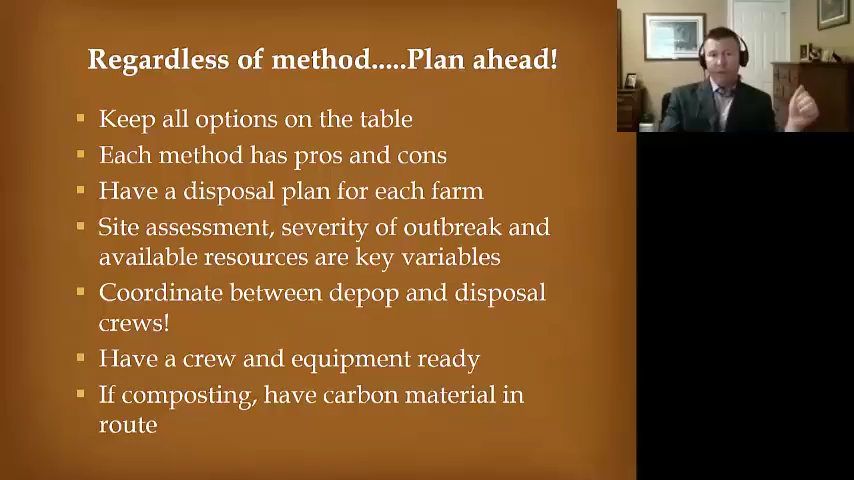 Regardless of method.....Plan ahead!
Keep all options on the table
Each method has pros and cons
Have a disposal plan for each farm
Site assessment, severity of outbreak and
available resources are key variables
Coordinate between depop and disposal
crews!
Have a crew and equipment ready
If composting, have carbon material in
route